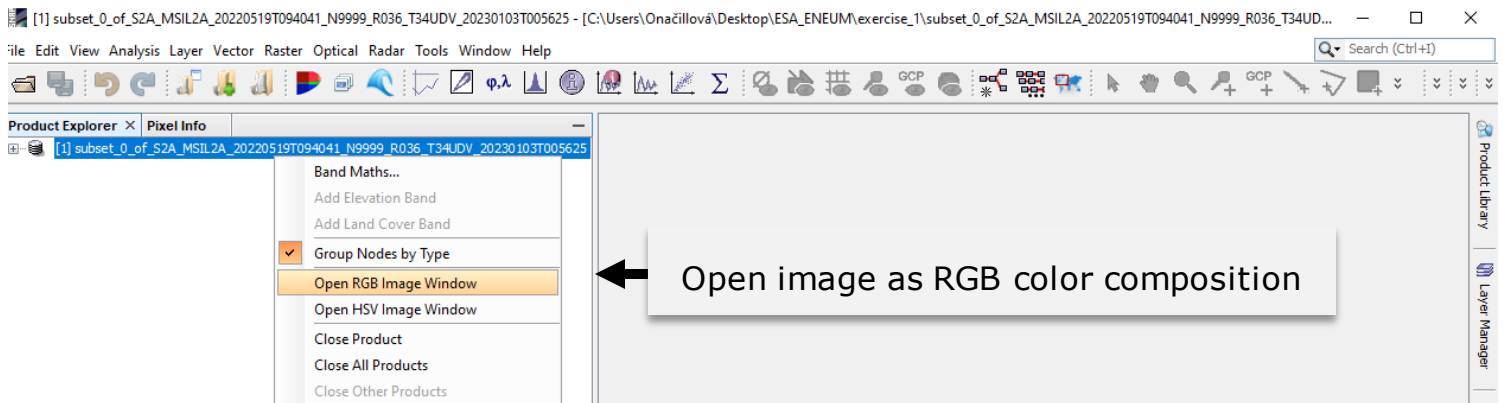 [1] subset_0_of_S2A_MSIL2A_20220519T094041_N9999_R036_T34UDV_20230103T005625 - [C:\Users\Onačillová\Desktop\ESA_ENEUM\exercise_1\subset_0_of_S2A_MSIL2A_20220519T094041_N9999_R036_T34UD...
ile Edit View Analysis Layer Vector Raster Optical Radar Tools Window Help
Search (Ctrl+I)
φ,λ Σ GCP GCP
Product Explorer × Pixel Info
[1] subset_0_of_S2A_MSIL2A_20220519T094041_N9999_R036_T34UDV_20230103T005625
Band Maths...
Add Elevation Band
Add Land Cover Band
Group Nodes by Type
Open RGB Image Window
Open HSV Image Window
Close Product
Close All Products
Close Other Products
Open image as RGB color composition
Product Library
Layer Manager